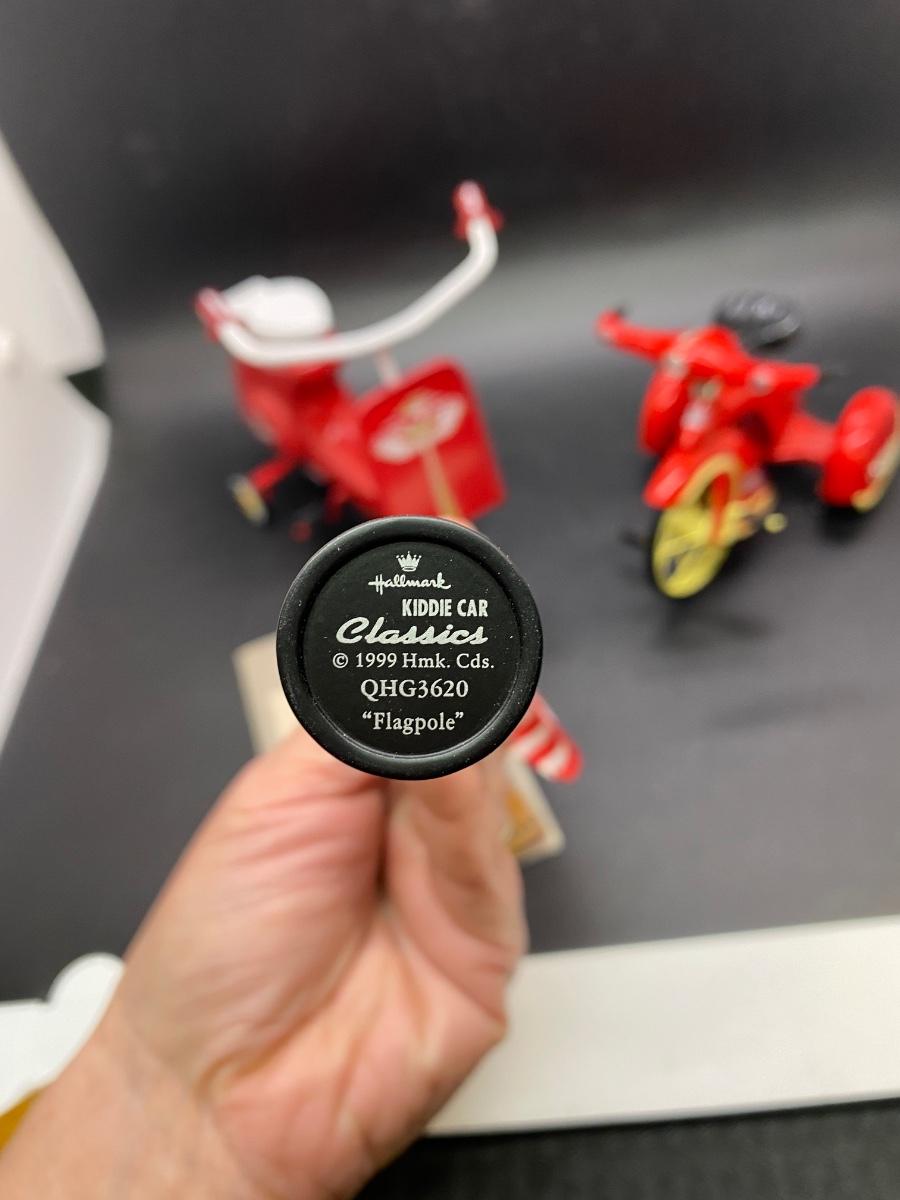 Hallmark
KIDDIE CAR
Classics
© 1999 Hmk. Cds.
QHG3620
“Flagpole”